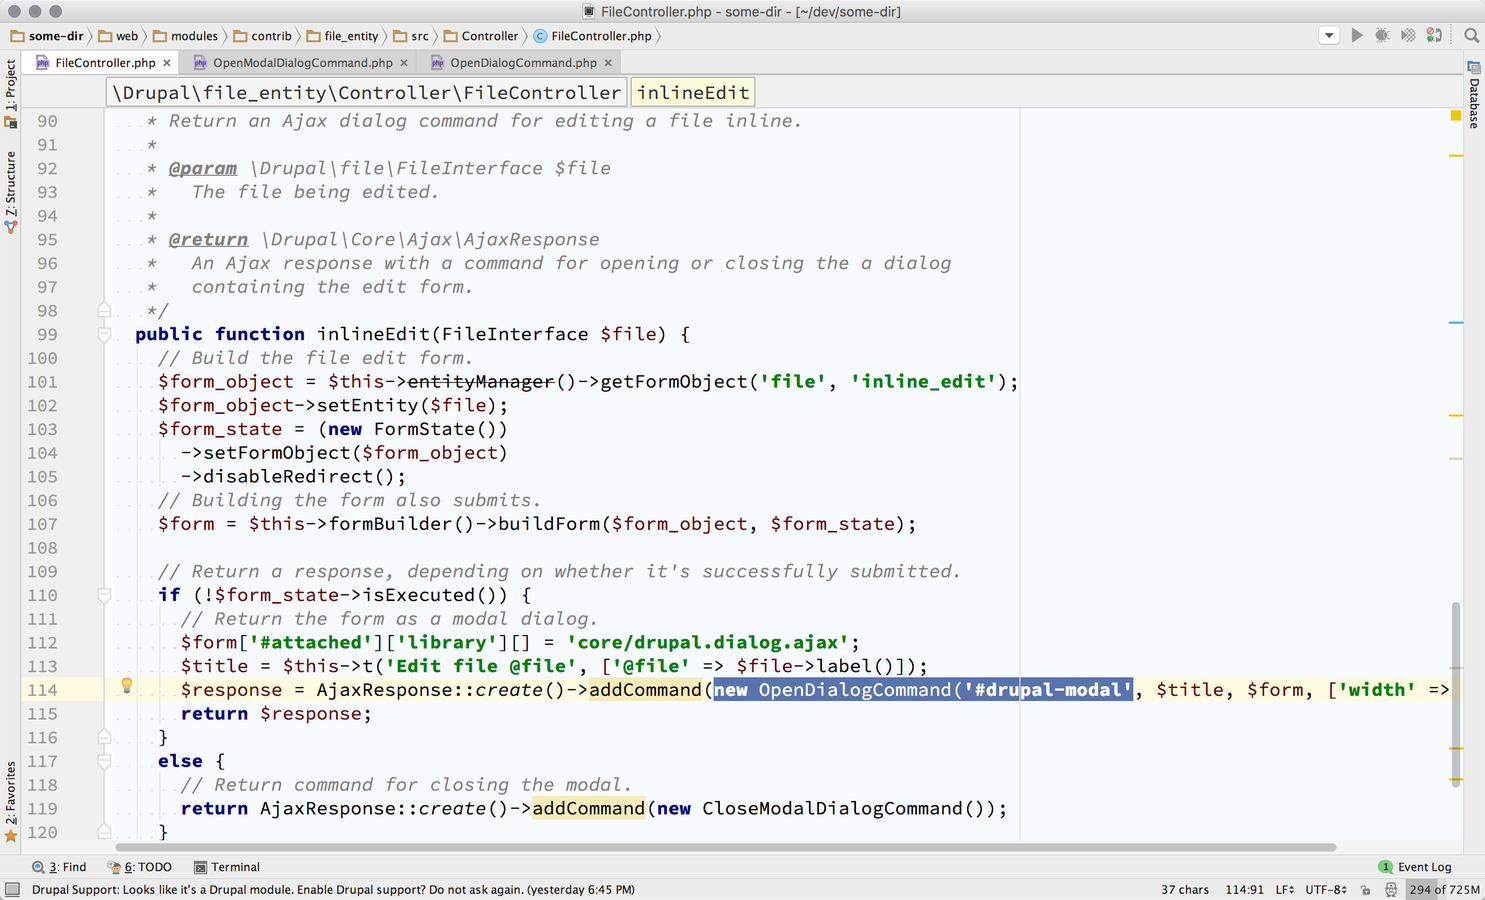 FileController.php - some-dir - [~/dev/some-dir]
some-dir web modules contrib file_entity src Controller FileController.php
FileController.php OpenModalDialogCommand.php OpenDialogCommand.php
\Drupal\file_entity\Controller\FileController inlineEdit
1: Project
Z: Structure
2: Favorites
Database
90 * Return an Ajax dialog command for editing a file inline.
91 *
92 * @param \Drupal\file\FileInterface $file
93 *   The file being edited.
94 *
95 * @return \Drupal\Core\Ajax\AjaxResponse
96 *   An Ajax response with a command for opening or closing the a dialog
97 *   containing the edit form.
98 */
99 public function inlineEdit(FileInterface $file) {
100 // Build the file edit form.
101 $form_object = $this->entityManager()->getFormObject('file', 'inline_edit');
102 $form_object->setEntity($file);
103 $form_state = (new FormState())
104 ->setFormObject($form_object)
105 ->disableRedirect();
106 // Building the form also submits.
107 $form = $this->formBuilder()->buildForm($form_object, $form_state);
108
109 // Return a response, depending on whether it's successfully submitted.
110 if (!$form_state->isExecuted()) {
111 // Return the form as a modal dialog.
112 $form['#attached']['library'][] = 'core/drupal.dialog.ajax';
113 $title = $this->t('Edit file @file', ['@file' => $file->label()]);
114 $response = AjaxResponse::create()->addCommand(new OpenDialogCommand('#drupal-modal', $title, $form, ['width' =>
115 return $response;
116 }
117 else {
118 // Return command for closing the modal.
119 return AjaxResponse::create()->addCommand(new CloseModalDialogCommand());
120 }
3: Find 6: TODO Terminal 1 Event Log
Drupal Support: Looks like it's a Drupal module. Enable Drupal support? Do not ask again. (yesterday 6:45 PM) 37 chars 114:91 LF UTF-8 294 of 725M